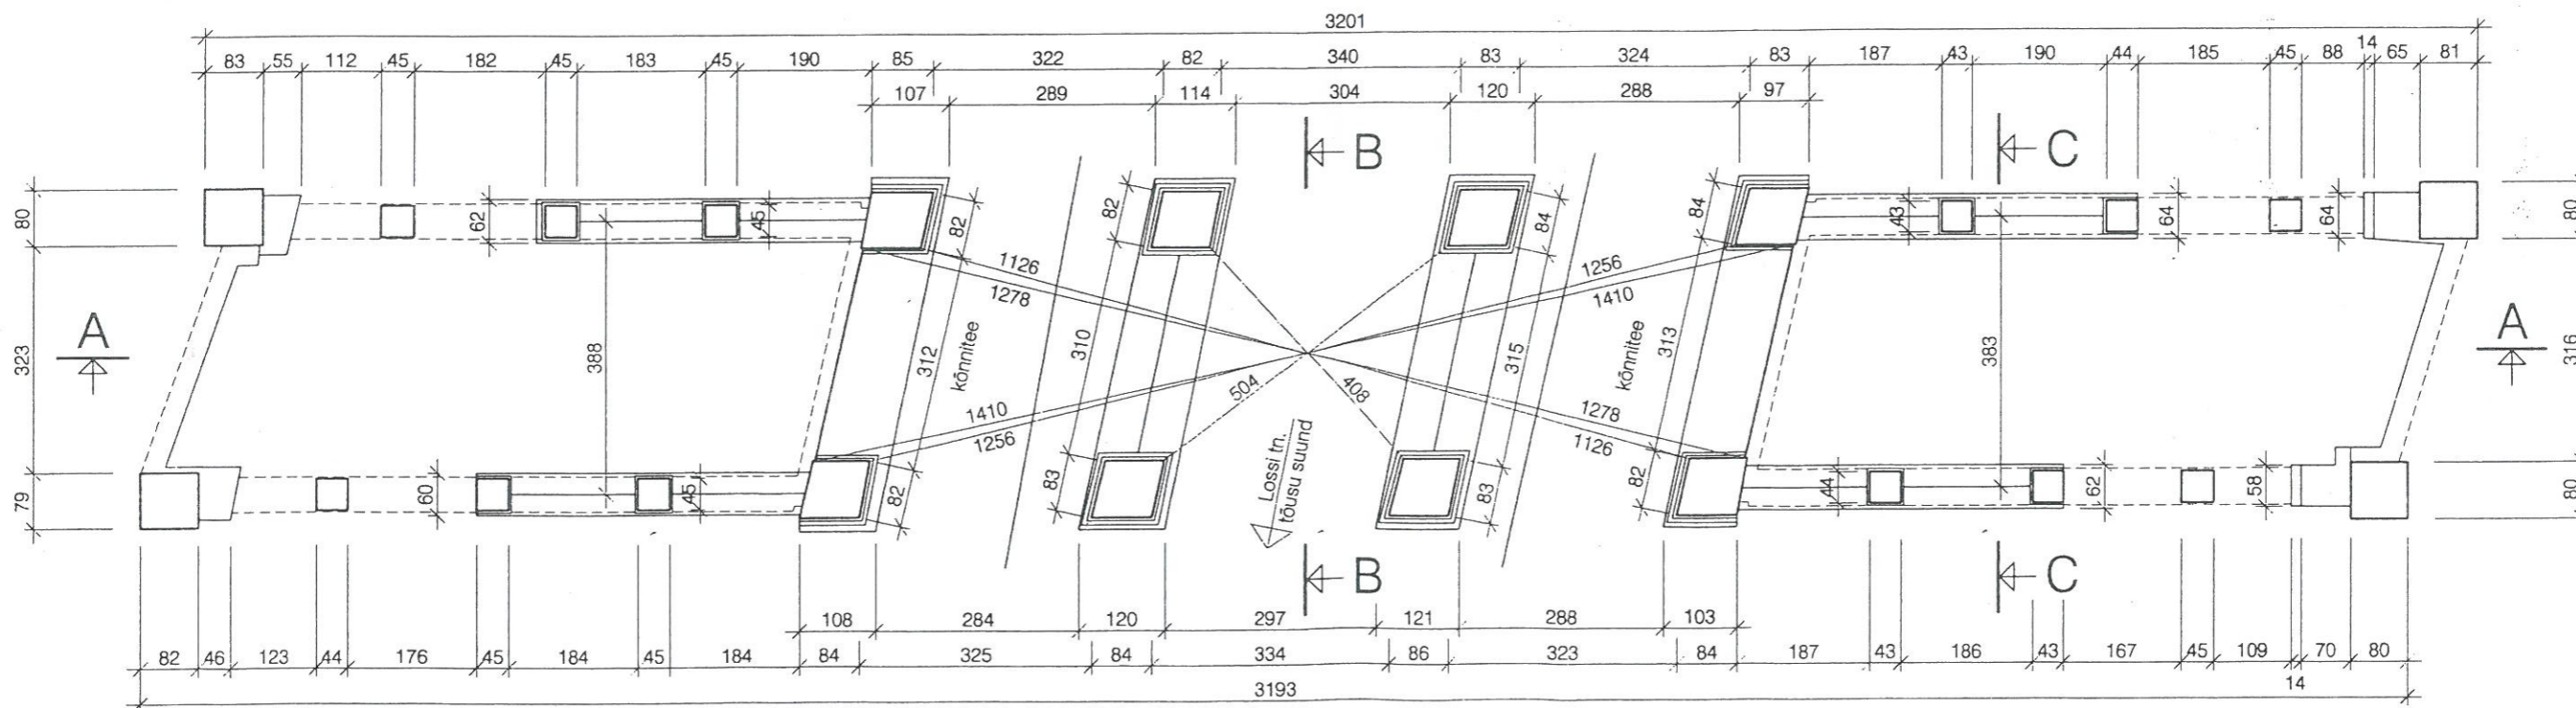 3201
83 55 112 45 182 45 183 45 190 85 322 82 340 83 324 83 187 43 190 44 185 45 88 14 65 81
107 289 114 304 120 288 97
B C
80 62 45 82 82 84 84 43 64 64 80
1126 1256
1278 1410
A 323 388 312 kõnnitee 310 315 313 kõnnitee 383 A 316
504 408
1410 1278
1256 1126
Lossi tn.
tõusu suund
79 60 45 82 83 83 82 44 62 58 80
B C
108 284 120 297 121 288 103
82 46 123 44 176 45 184 45 184 84 325 84 334 86 323 84 187 43 186 43 167 45 109 14 70 80
3193